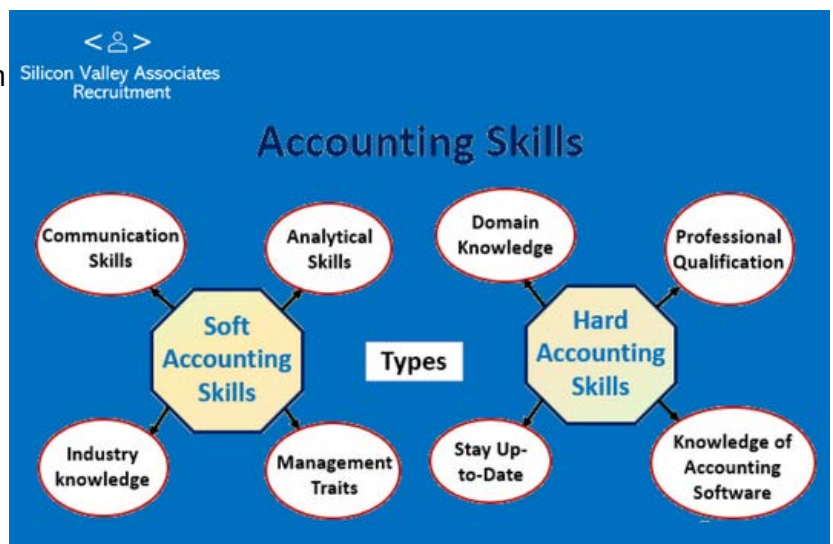 Silicon Valley Associates
Recruitment
Accounting Skills
Communication
Skills
Analytical
Skills
Soft
Accounting
Skills
Industry
knowledge
Management
Traits
Types
Domain
Knowledge
Professional
Qualification
Hard
Accounting
Skills
Stay Up-
to-Date
Knowledge of
Accounting
Software